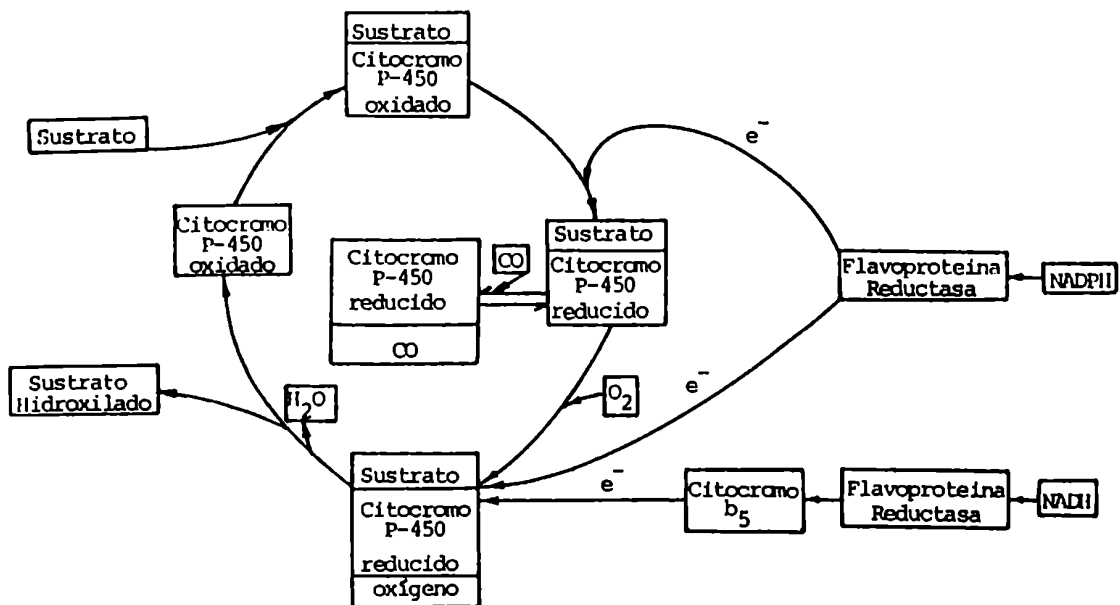 Sustrato
Citocromo
P-450
oxidado
Sustrato
e-
Citocromo
P-450
oxidado
Sustrato
Citocromo
P-450
reducido
Citocromo
P-450
reducido
CO
CO
Flavoproteina
Reductasa
NADPH
Sustrato
Hidroxilado
H2O
O2
e-
Sustrato
Citocromo
P-450
reducido
oxígeno
e-
Citocromo
b5
Flavoproteina
Reductasa
NADH